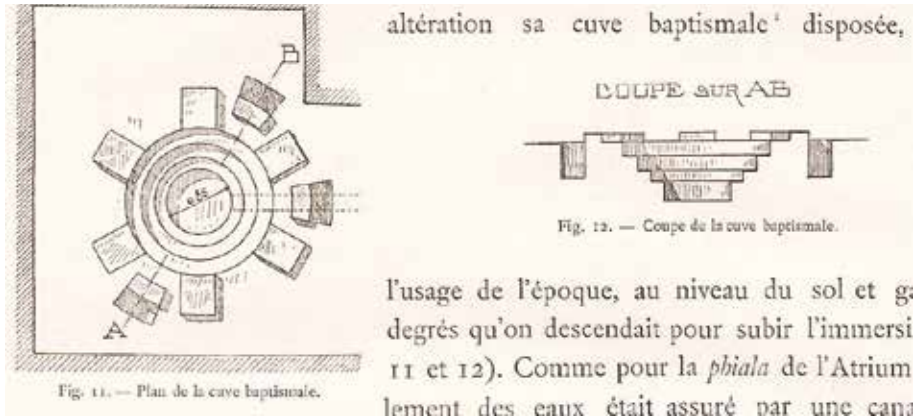 altération sa cuve baptismale¹ disposée,
B
COUPE SUR AB
Fig. 12. — Coupe de la cuve baptismale.
A
l'usage de l'époque, au niveau du sol et ga
degrés qu'on descendait pour subir l'immersi
11 et 12). Comme pour la phiala de l'Atrium
Fig. 11. — Plan de la cuve baptismale.
lement des eaux était assuré par une cana